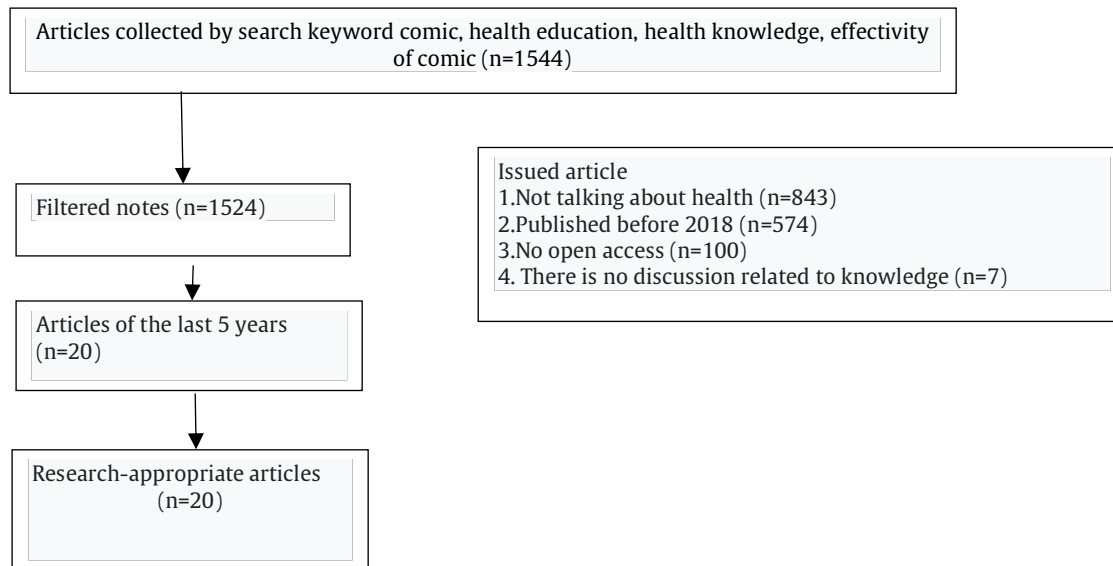 Articles collected by search keyword comic, health education, health knowledge, effectivity
of comic (n=1544)
Filtered notes (n=1524)
Issued article
1.Not talking about health (n=843)
2.Published before 2018 (n=574)
3.No open access (n=100)
4. There is no discussion related to knowledge (n=7)
Articles of the last 5 years
(n=20)
Research-appropriate articles
(n=20)